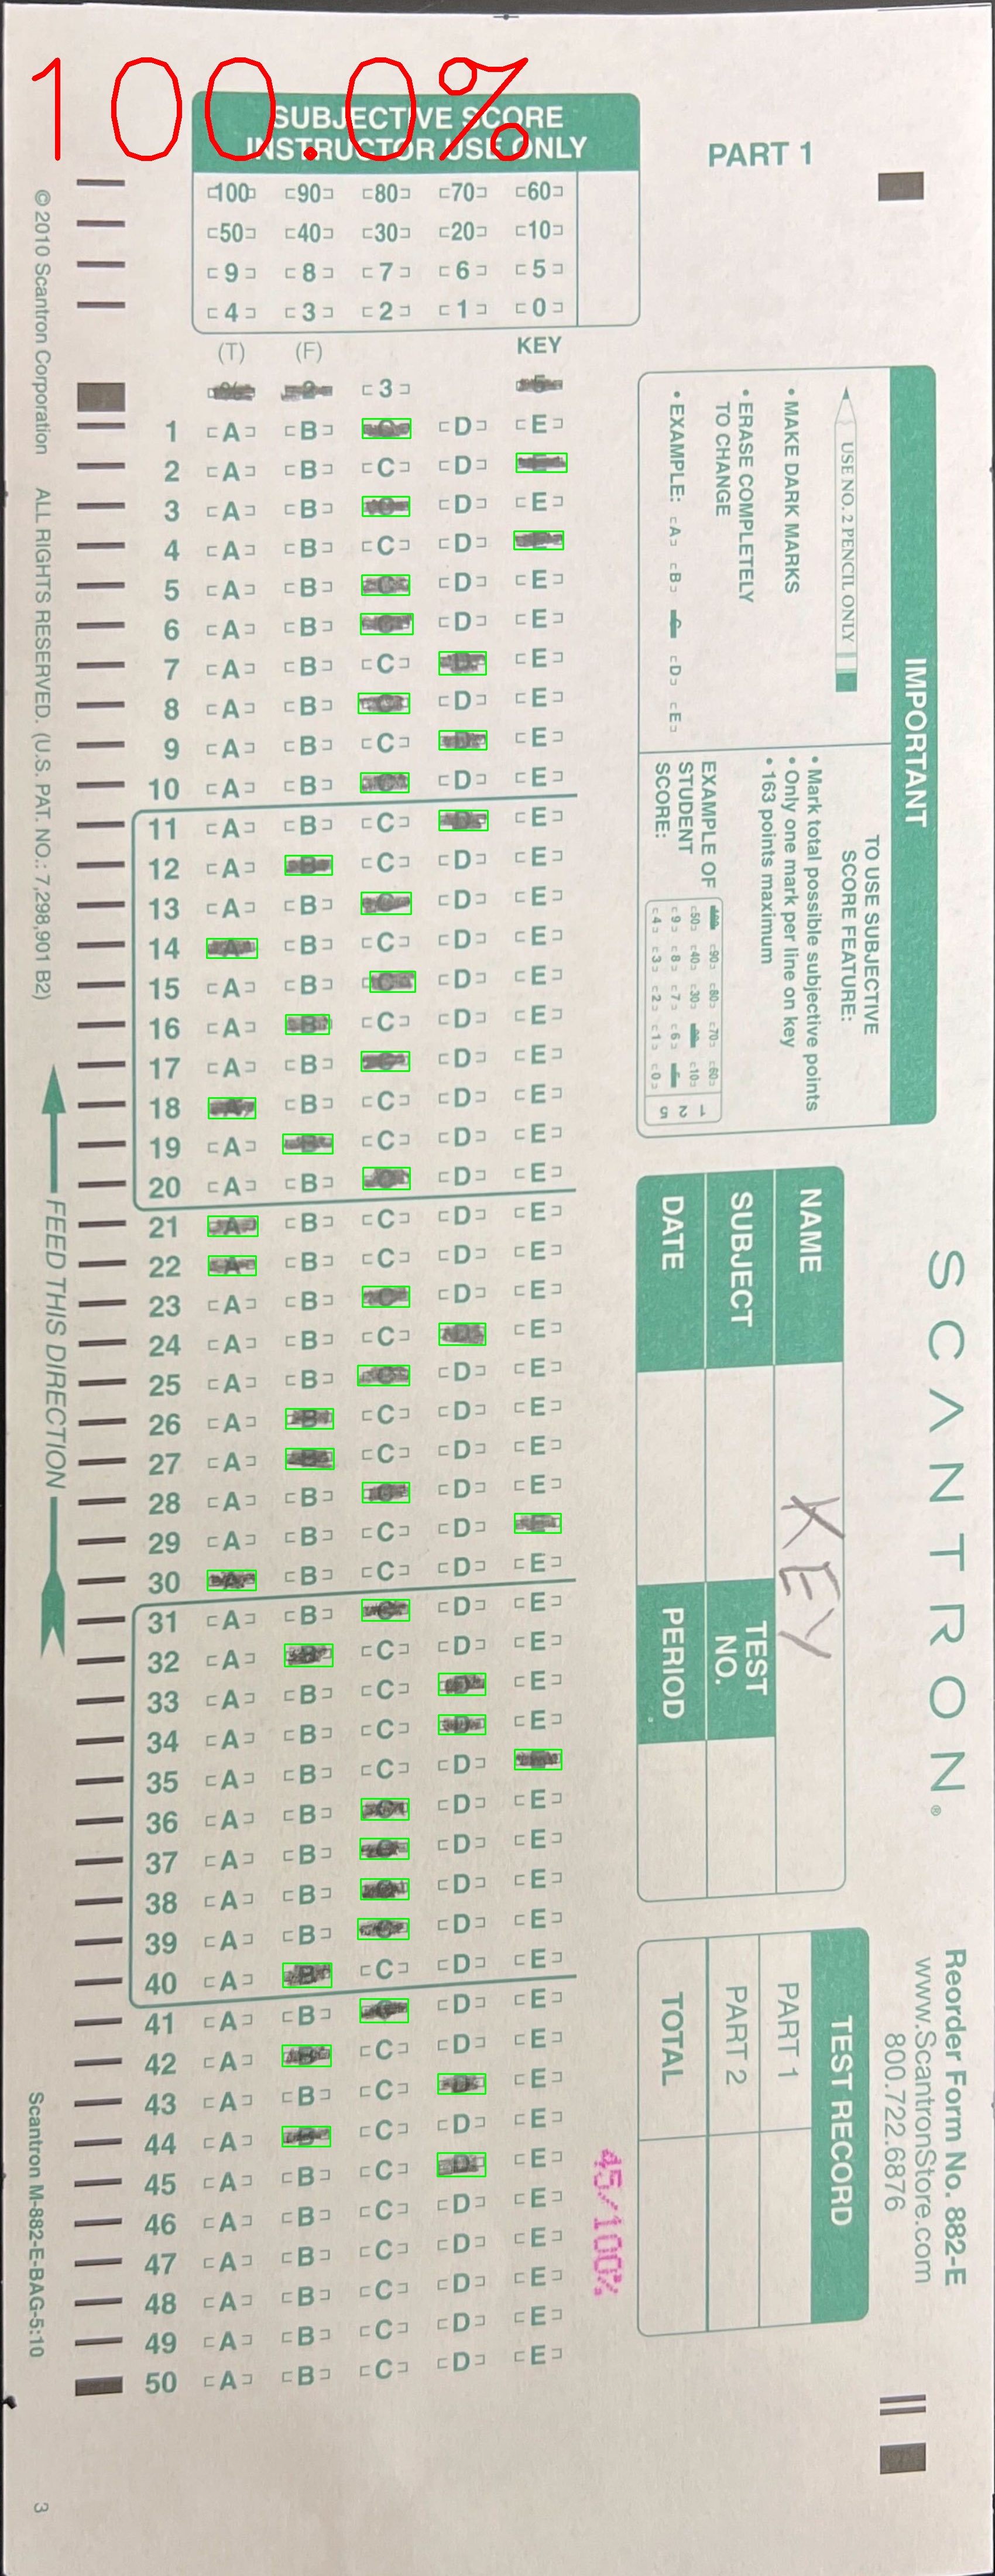 100.0%
SUBJECTIVE SCORE
INSTRUCTOR USE ONLY
100 90 80 70 60
50 40 30 20 10
9 8 7 6 5
4 3 2 1 0
(T) (F) KEY
3
1 A B C D E
2 A B C D E
3 A B C D E
4 A B C D E
5 A B C D E
6 A B C D E
7 A B C D E
8 A B C D E
9 A B C D E
10 A B C D E
11 A B C D E
12 A B C D E
13 A B C D E
14 A B C D E
15 A B C D E
16 A B C D E
17 A B C D E
18 A B C D E
19 A B C D E
20 A B C D E
21 A B C D E
22 A B C D E
23 A B C D E
24 A B C D E
25 A B C D E
26 A B C D E
27 A B C D E
28 A B C D E
29 A B C D E
30 A B C D E
31 A B C D E
32 A B C D E
33 A B C D E
34 A B C D E
35 A B C D E
36 A B C D E
37 A B C D E
38 A B C D E
39 A B C D E
40 A B C D E
41 A B C D E
42 A B C D E
43 A B C D E
44 A B C D E
45 A B C D E
46 A B C D E
47 A B C D E
48 A B C D E
49 A B C D E
50 A B C D E
© 2010 Scantron Corporation ALL RIGHTS RESERVED. (U.S. PAT. NO.: 7,298,901 B2)
FEED THIS DIRECTION
Scantron M-882-E-BAG-5:10
3
PART 1
IMPORTANT
USE NO. 2 PENCIL ONLY
• MAKE DARK MARKS
• ERASE COMPLETELY
TO CHANGE
• EXAMPLE: A B C D E
TO USE SUBJECTIVE
SCORE FEATURE:
• Mark total possible subjective points
• Only one mark per line on key
• 163 points maximum
EXAMPLE OF
STUDENT
SCORE:
100 90 80 70 60
50 40 30 20 10
9 8 7 6 5
4 3 2 1 0
1
2
5
NAME KEY
SUBJECT
TEST
NO.
DATE
PERIOD
SCANTRON®
TEST RECORD
PART 1
PART 2
TOTAL
45/100%
Reorder Form No. 882-E
www.ScantronStore.com
800.722.6876